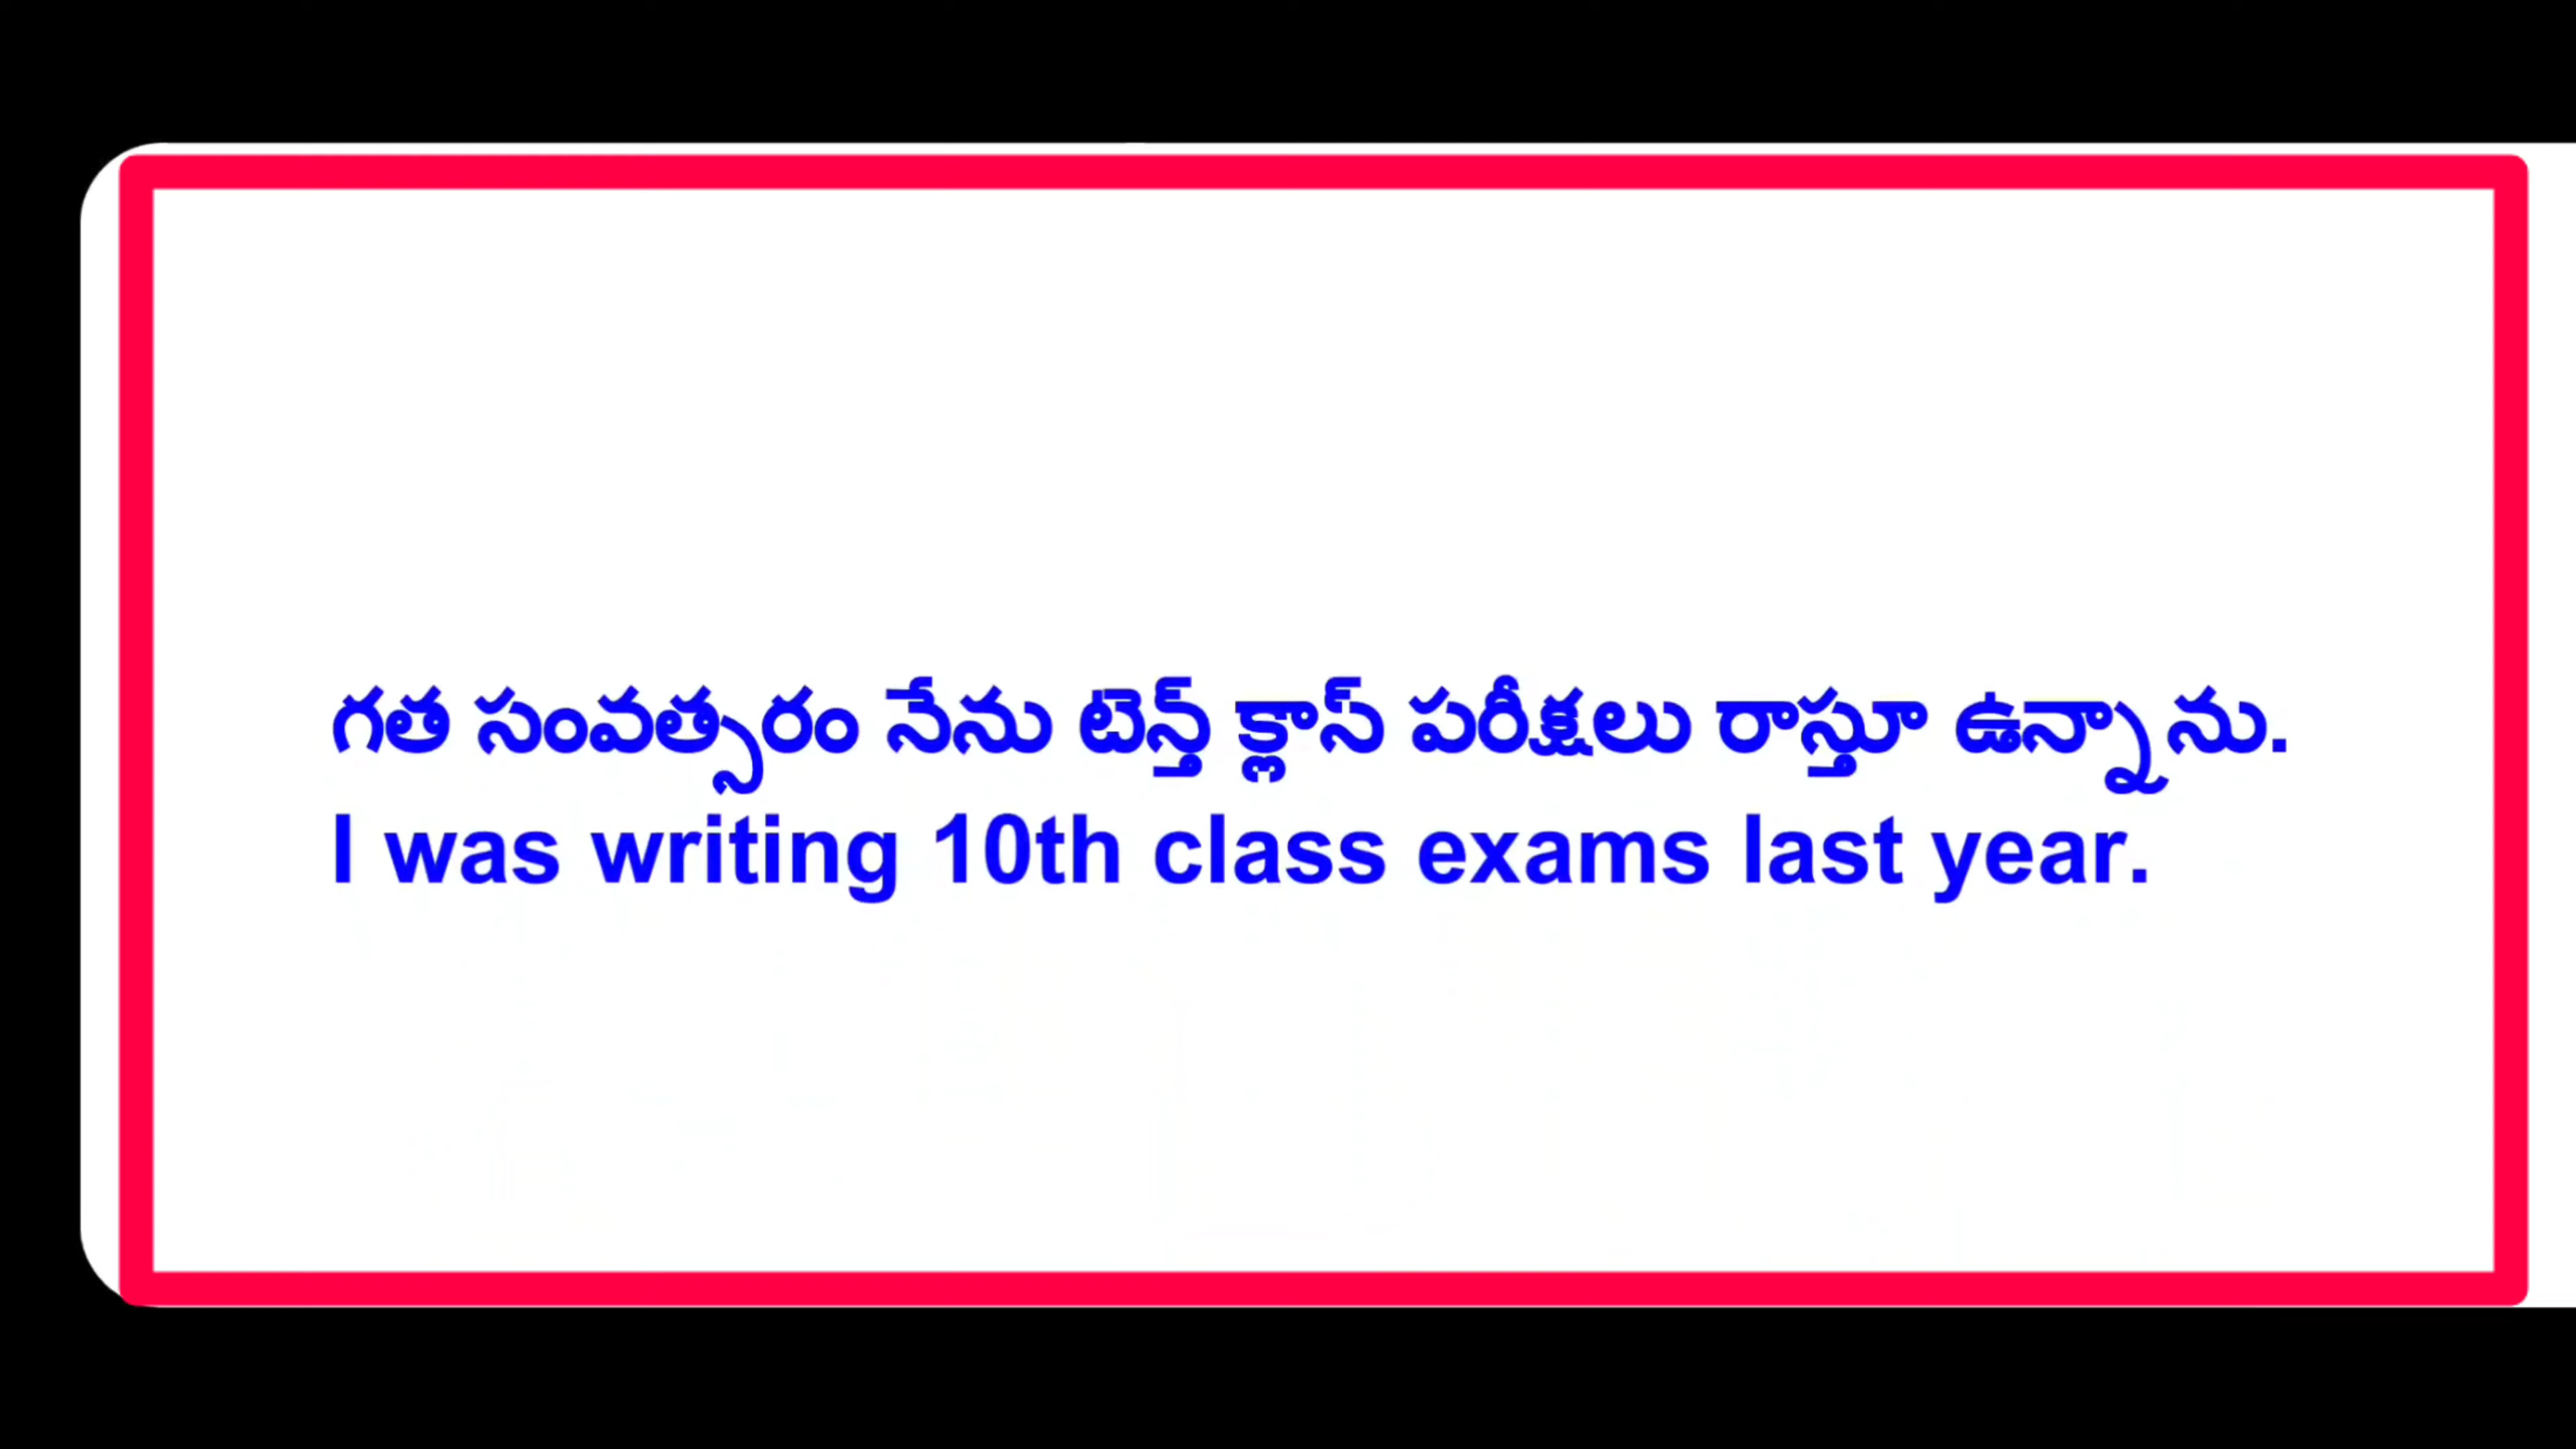 గత సంవత్సరం నేను టెన్త్ క్లాస్ పరీక్షలు రాస్తూ ఉన్నాను.
I was writing 10th class exams last year.